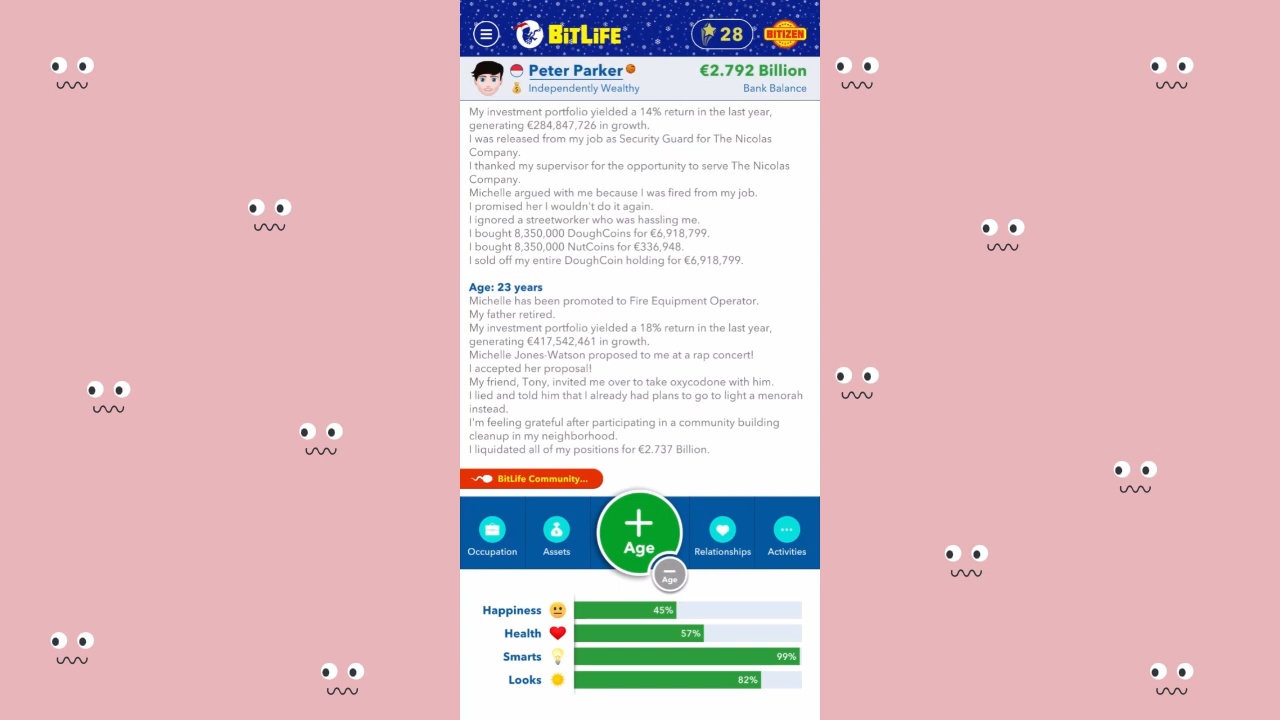 BITLIFE
28
BITIZEN
Peter Parker
€2.792 Billion
Independently Wealthy
Bank Balance
My investment portfolio yielded a 14% return in the last year,
generating €284,847,726 in growth.
I was released from my job as Security Guard for The Nicolas
Company.
I thanked my supervisor for the opportunity to serve The Nicolas
Company.
Michelle argued with me because I was fired from my job.
I promised her I wouldn't do it again.
I ignored a streetworker who was hassling me.
I bought 8,350,000 DoughCoins for €6,918,799.
I bought 8,350,000 NutCoins for €336,948.
I sold off my entire DoughCoin holding for €6,918,799.
Age: 23 years
Michelle has been promoted to Fire Equipment Operator.
My father retired.
My investment portfolio yielded a 18% return in the last year,
generating €417,542,461 in growth.
Michelle Jones-Watson proposed to me at a rap concert!
I accepted her proposal!
My friend, Tony, invited me over to take oxycodone with him.
I lied and told him that I already had plans to go to light a menorah
instead.
I'm feeling grateful after participating in a community building
cleanup in my neighborhood.
I liquidated all of my positions for €2.737 Billion.
BitLife Community...
Occupation
Assets
+
Age
Relationships
Activities
−
Age
Happiness 45%
Health 57%
Smarts 99%
Looks 82%